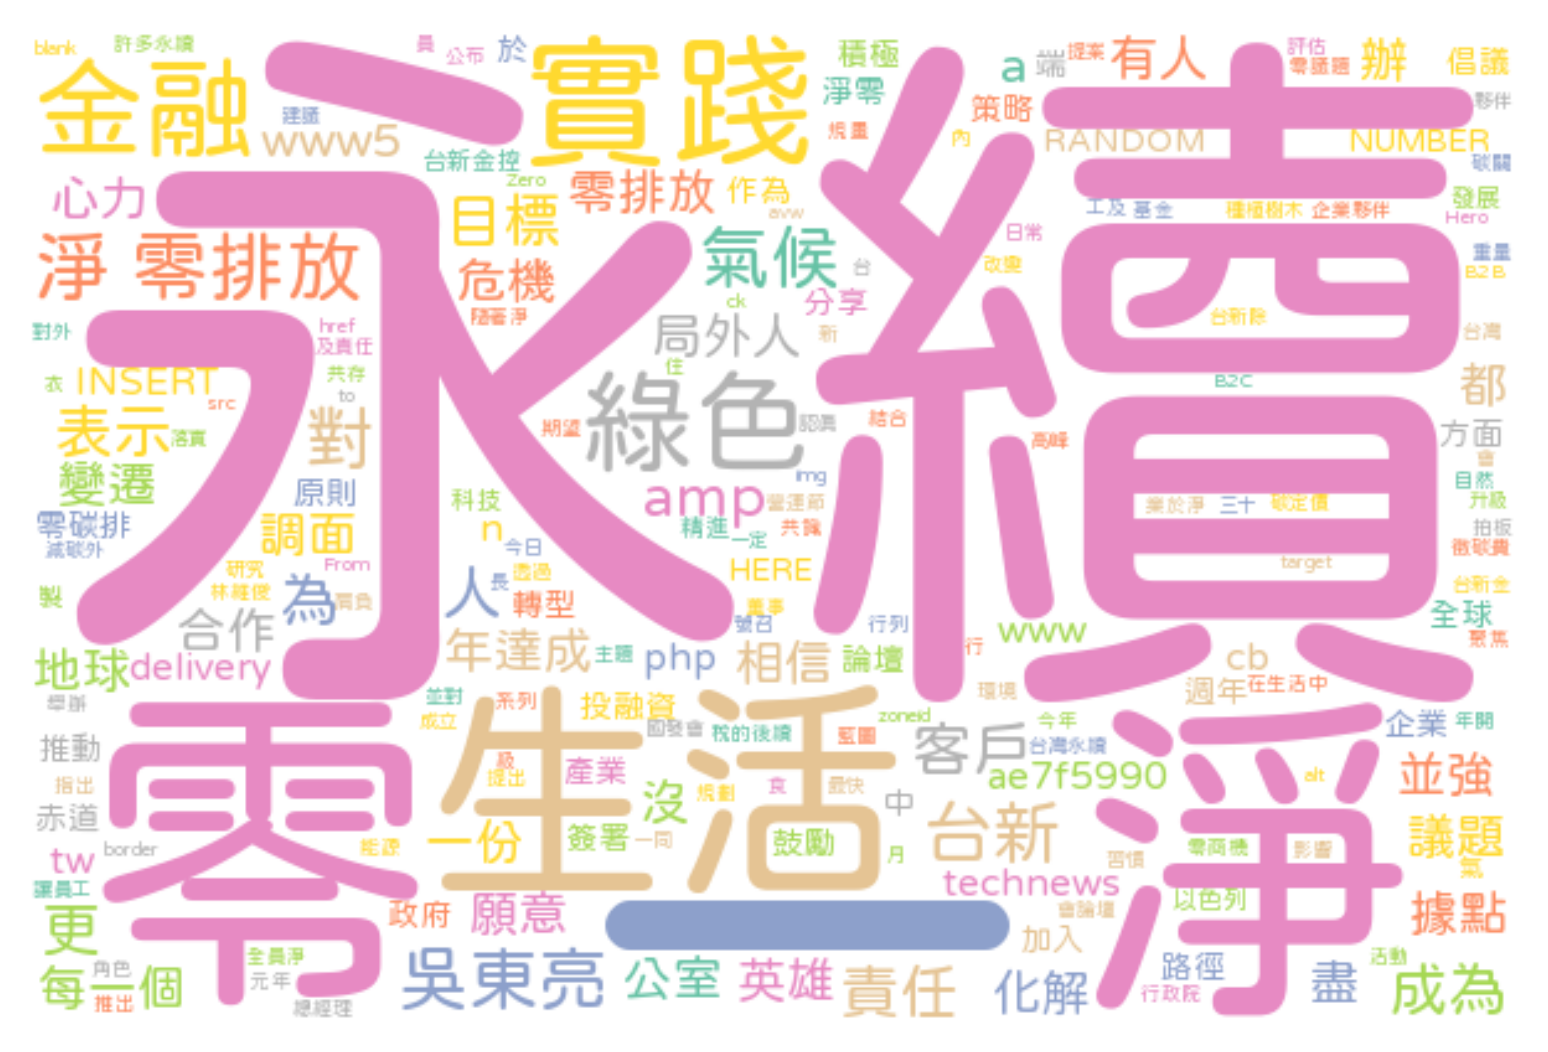 blank
許多永續
員
公布
於
積極
a
端
提案
有人
評估
零議題
辦
倡議
金融
實踐
淨零
策略
夥伴
建議
www5
台新金控
規畫
內
RANDOM
NUMBER
碳關
心力
Zero
零排放
作為
工及
基金
種植樹木
企業夥伴
發展
Hero
永續
目標
氣候
日常
重量
淨 零排放
危機
台
改變
B2B
ck
分享
隨著淨
台新除
對外
href
及責任
局外人
新
台灣
衣
INSERT
共存
to
住
B2C
都
src
綠色
表示
對
期望
認真
結合
高峰
方面
落實
會
變遷
原則
科技
amp
img
營運節
業於淨
三十
碳定價
自然
升級
零碳排
調面
n
精進
一定
共識
拍板
減碳外
今日
徵碳費
From
HERE
target
研究
透過
台新金
製
林維俊
為
肩負
人
長
轉型
董事
全球
合作
號召
行列
www
聚焦
地球
delivery
年達成
主題
php
相信
論壇
行
cb
週年
在生活中
舉辦
並對
系列
投融資
環境
零
生活
淨
成立
國發會
稅的後續
藍圖
zoneid
今年
企業
年開
推動
客戶
台灣永續
級
提出
產業
ae7f5990
alt
並強
指出
沒
規劃
食
最快
中
赤道
台新
能源
一份
簽署
一同
鼓勵
零商機
影響
議題
tw
border
月
習慣
氣
讓員工
technews
以色列
更
政府
願意
一
會論壇
據點
加入
全員淨
角色
元年
吳東亮
公室
英雄
責任
化解
路徑
盡
活動
每一個
推出
總經理
行政院
成為